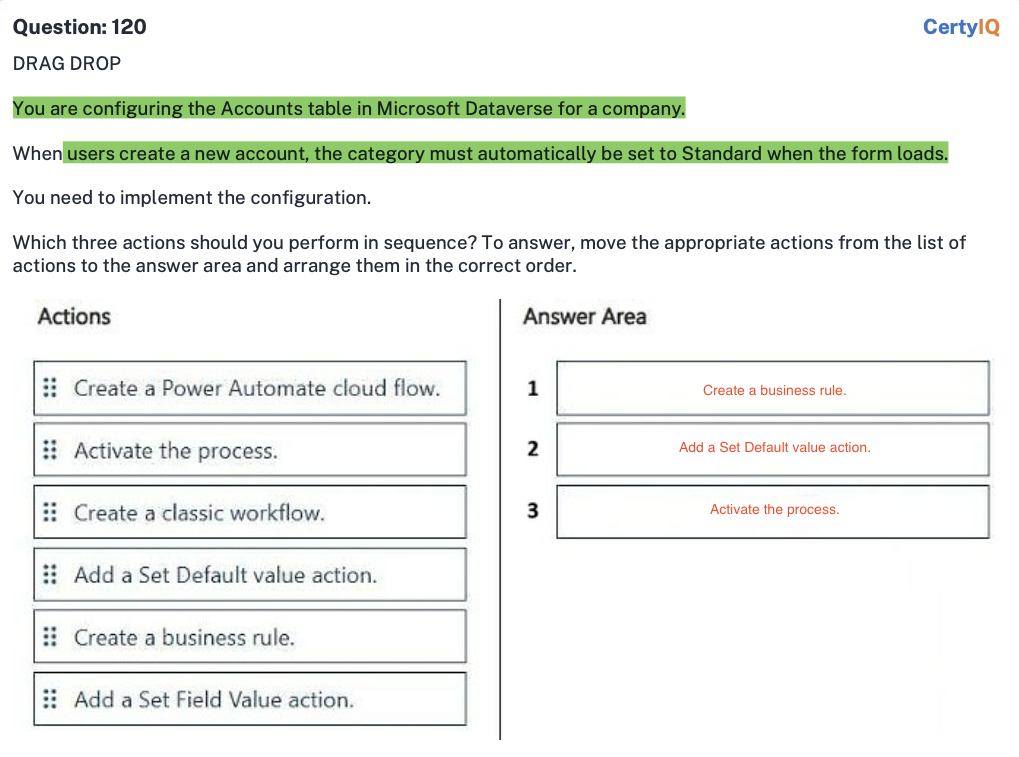 Question: 120
CertyIQ
DRAG DROP
You are configuring the Accounts table in Microsoft Dataverse for a company.
When users create a new account, the category must automatically be set to Standard when the form loads.
You need to implement the configuration.
Which three actions should you perform in sequence? To answer, move the appropriate actions from the list of
actions to the answer area and arrange them in the correct order.
Actions
Create a Power Automate cloud flow.
Activate the process.
Create a classic workflow.
Add a Set Default value action.
Create a business rule.
Add a Set Field Value action.
Answer Area
1 Create a business rule.
2 Add a Set Default value action.
3 Activate the process.